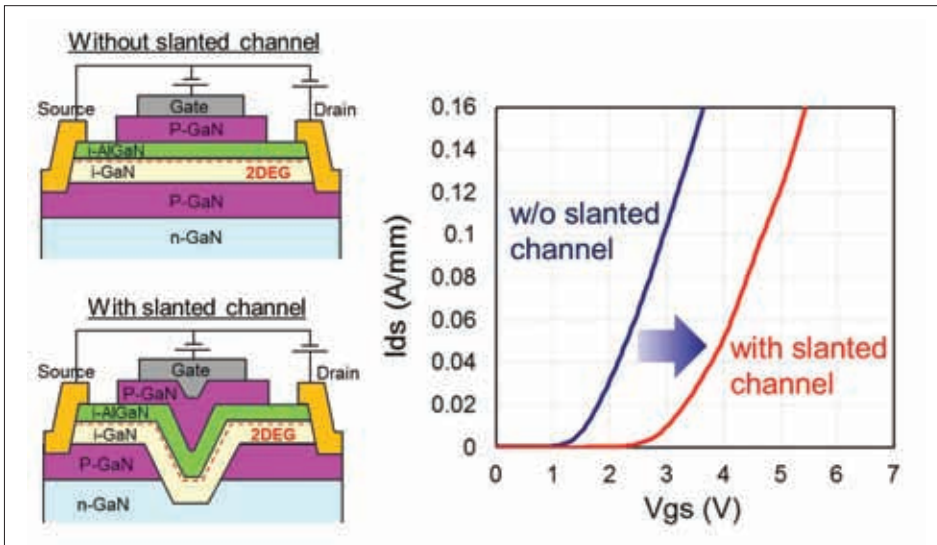 Without slanted channel
Source
Gate
Drain
P-GaN
i-AlGaN
i-GaN
2DEG
P-GaN
n-GaN
With slanted channel
Source
Gate
Drain
P-GaN
i-AlGaN
i-GaN
2DEG
P-GaN
n-GaN
Ids (A/mm)
0.16
0.14
0.12
0.1
0.08
0.06
0.04
0.02
0
w/o slanted
channel
with slanted
channel
0 1 2 3 4 5 6 7
Vgs (V)